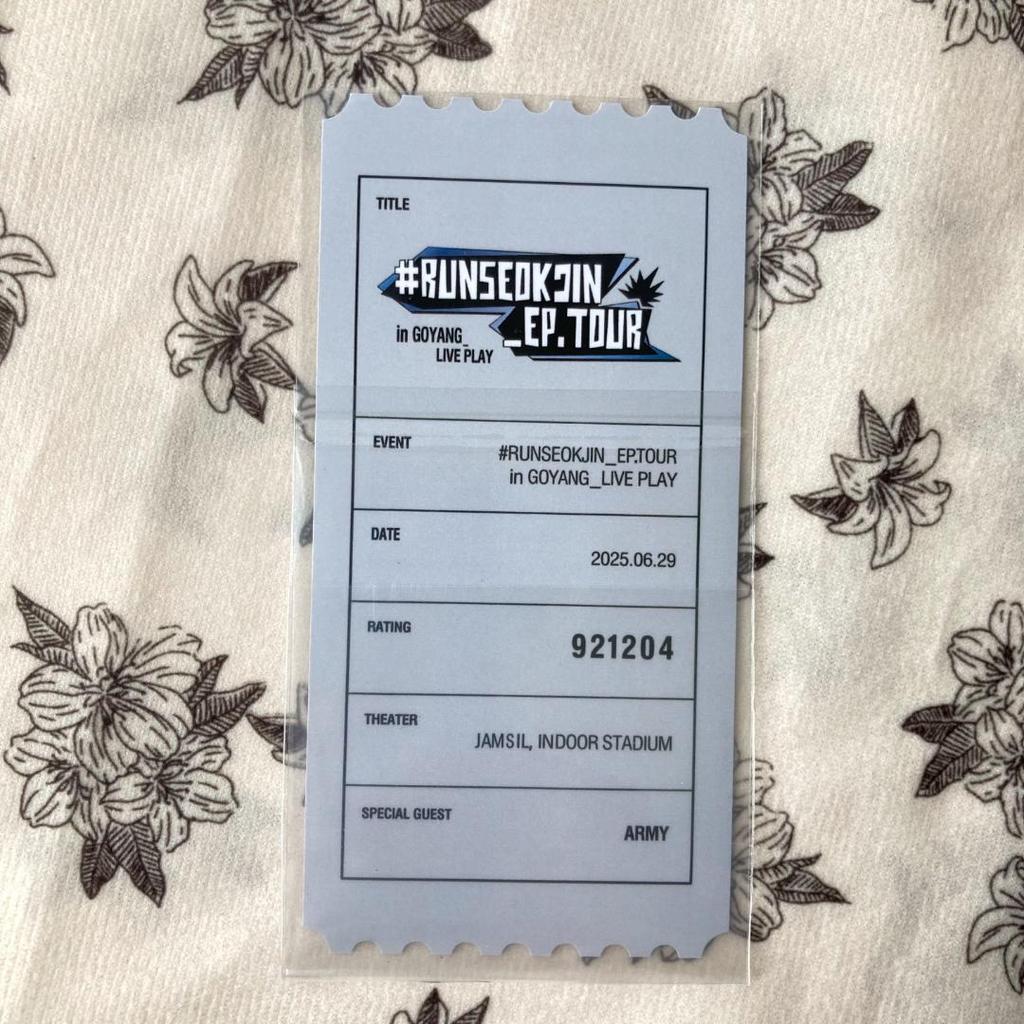 TITLE
#RUNSEOKJIN
_EP.TOUR
in GOYANG_
LIVE PLAY
EVENT
#RUNSEOKJIN_EP.TOUR
in GOYANG_LIVE PLAY
DATE
2025.06.29
RATING
921204
THEATER
JAMSIL, INDOOR STADIUM
SPECIAL GUEST
ARMY